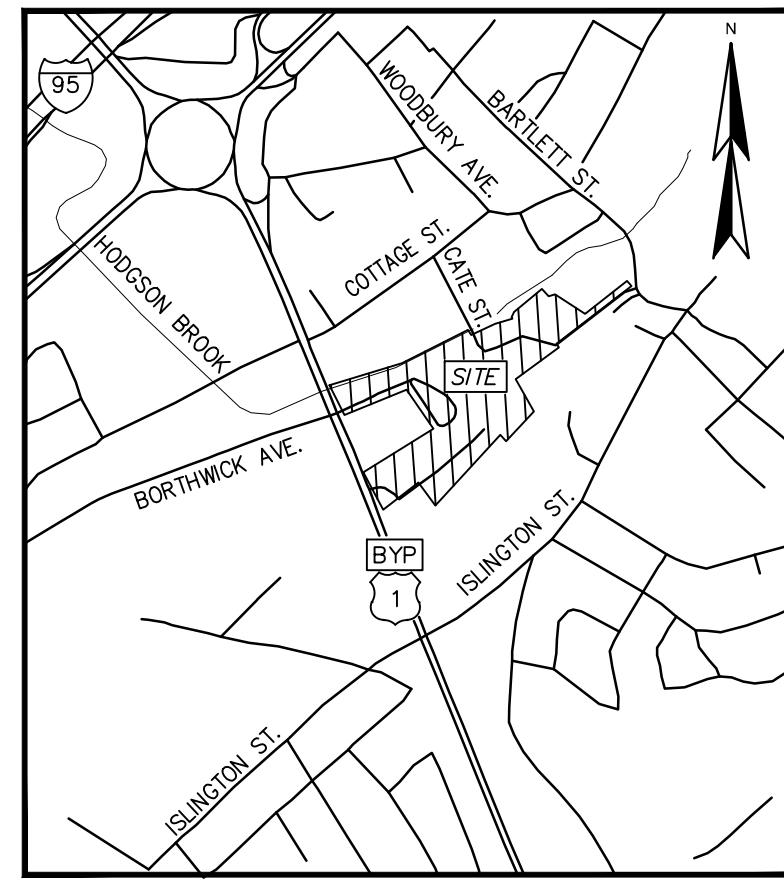 N
95
WOODBURY AVE.
BARTLETT ST.
HODGSON BROOK
COTTAGE ST.
CATE ST.
SITE
BORTHWICK AVE.
ISLINGTON ST.
BYP
1
ISLINGTON ST.